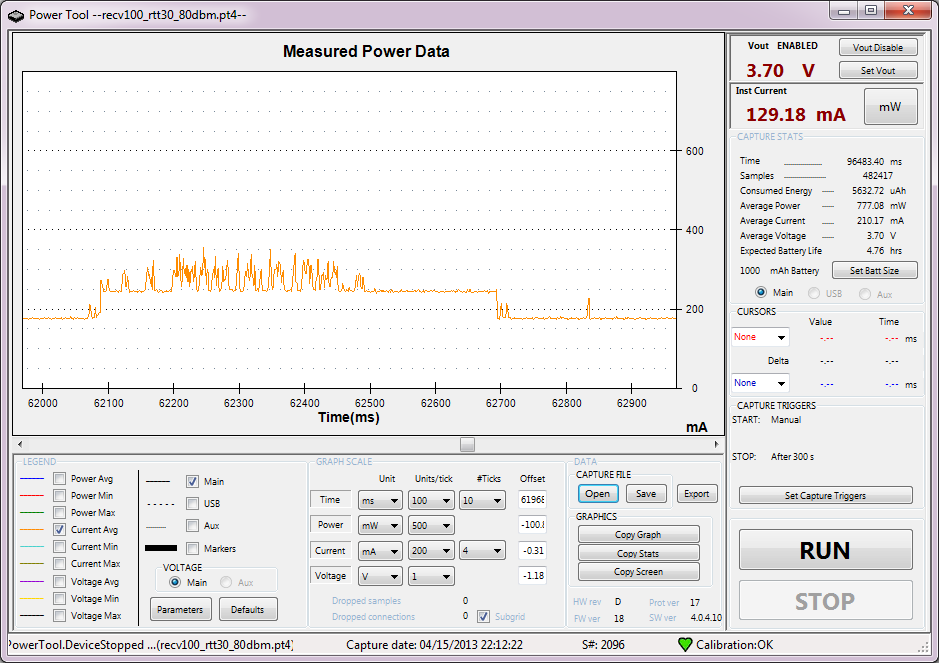 Power Tool --recv100_rtt30_80dbm.pt4--
Measured Power Data
600
400
200
0
62000 62100 62200 62300 62400 62500 62600 62700 62800 62900
Time(ms)
mA
Vout ENABLED
Vout Disable
3.70 V
Set Vout
Inst Current
129.18 mA
mW
CAPTURE STATS
Time 96483.40 ms
Samples 482417
Consumed Energy 5632.72 uAh
Average Power 777.08 mW
Average Current 210.17 mA
Average Voltage 3.70 V
Expected Battery Life 4.76 hrs
1000 mAh Battery Set Batt Size
Main USB Aux
CURSORS
Value Time
None -.-- -.-- ms
Delta -.-- -.--
None -.-- -.-- ms
CAPTURE TRIGGERS
START: Manual
STOP: After 300 s
Set Capture Triggers
RUN
STOP
LEGEND
Power Avg
Power Min
Power Max
Current Avg
Current Min
Current Max
Voltage Avg
Voltage Min
Voltage Max
Main
USB
Aux
Markers
VOLTAGE
Main Aux
Parameters Defaults
GRAPH SCALE
Unit Units/tick #Ticks Offset
Time ms 100 10 61968
Power mW 500 -100.8
Current mA 200 4 -0.31
Voltage V 1 -1.18
Dropped samples 0
Dropped connections 0 Subgrid
DATA
CAPTURE FILE
Open Save Export
GRAPHICS
Copy Graph
Copy Stats
Copy Screen
HW rev D Prot ver 17
FW ver 18 SW ver 4.0.4.10
PowerTool.DeviceStopped ...(recv100_rtt30_80dbm.pt4) Capture date: 04/15/2013 22:12:22 S#: 2096 Calibration:OK